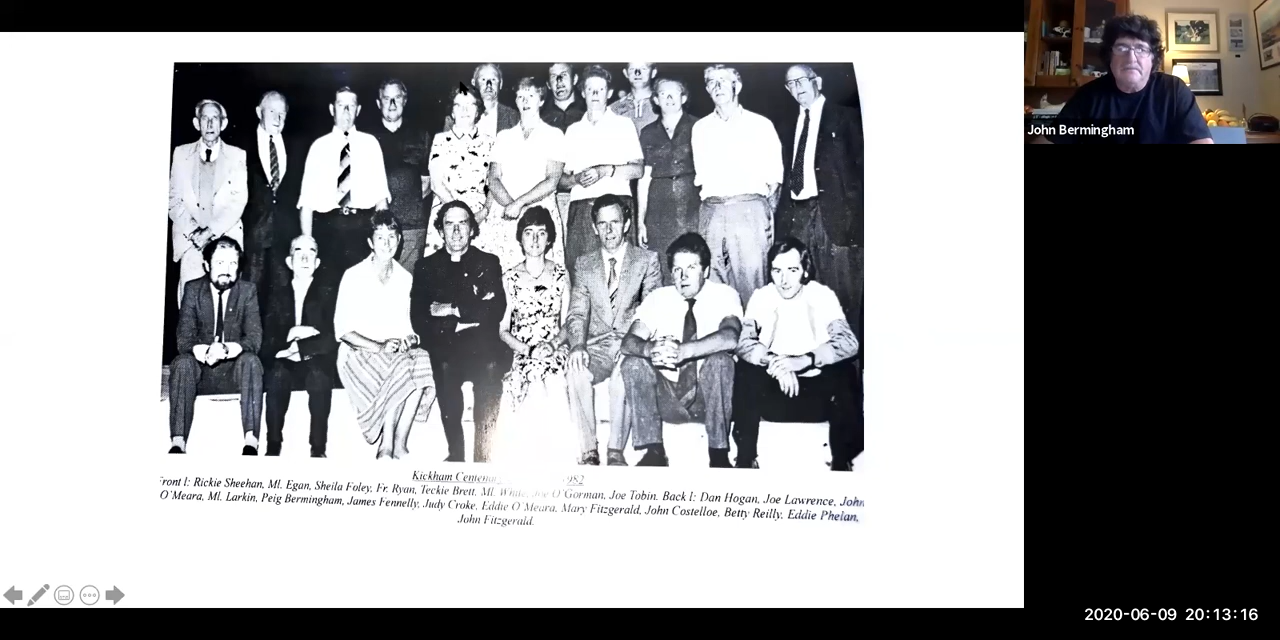 John Bermingham
Kickham Centenary 1982
Front l: Rickie Sheehan, Ml. Egan, Sheila Foley, Fr. Ryan, Teckie Brett, Ml. White, Joe O'Gorman, Joe Tobin. Back l: Dan Hogan, Joe Lawrence, John
O'Meara, Ml. Larkin, Peig Bermingham, James Fennelly, Judy Croke, Eddie O'Meara, Mary Fitzgerald, John Costelloe, Betty Reilly, Eddie Phelan,
John Fitzgerald.
2020-06-09 20:13:16